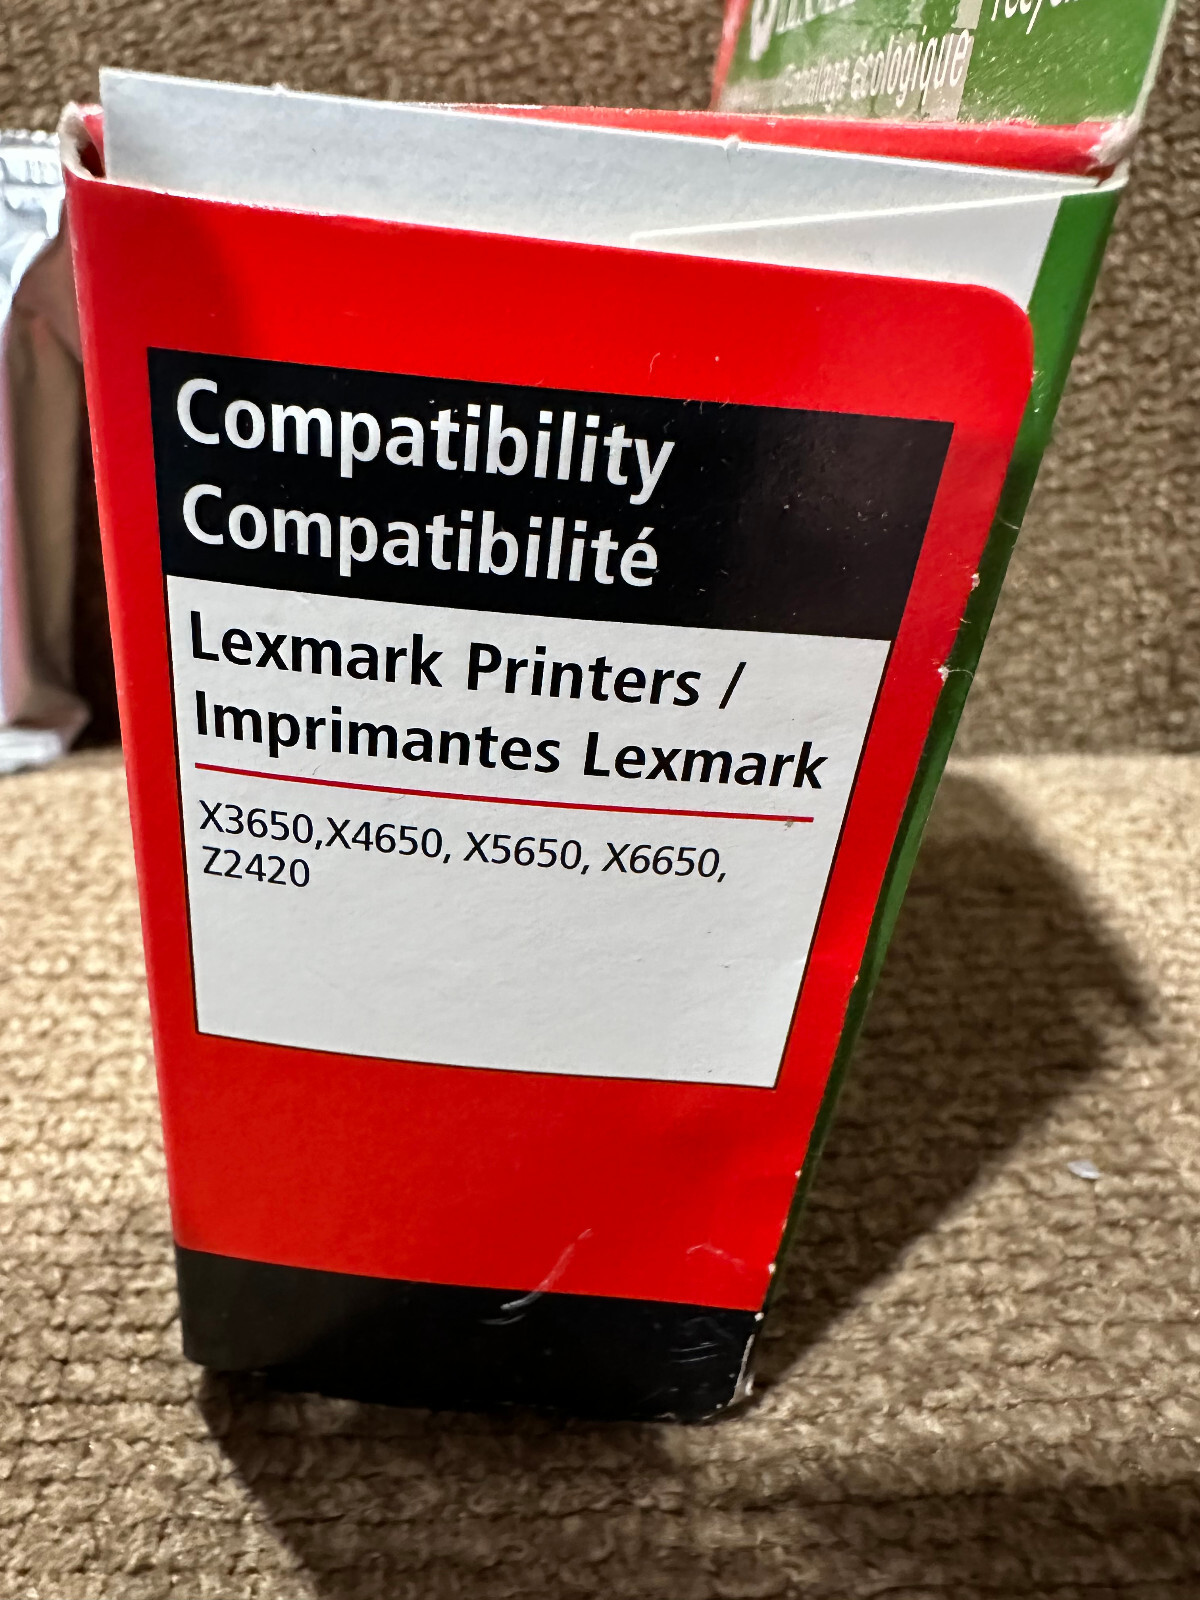 écologique
Compatibility
Compatibilité
Lexmark Printers /
Imprimantes Lexmark
X3650,X4650, X5650, X6650,
Z2420